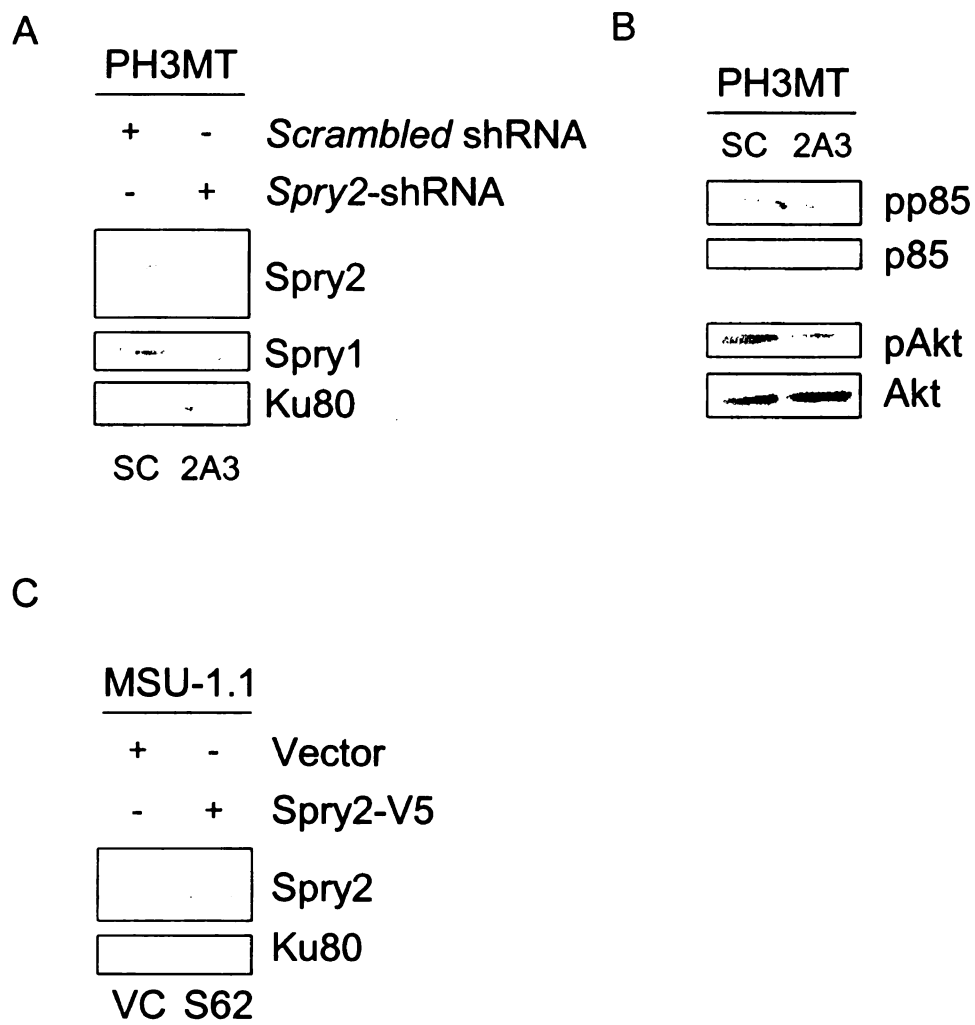 A
PH3MT
+ - Scrambled shRNA
- + Spry2-shRNA
Spry2
Spry1
Ku80
SC 2A3
B
PH3MT
SC 2A3
pp85
p85
pAkt
Akt
C
MSU-1.1
+ - Vector
- + Spry2-V5
Spry2
Ku80
VC S62